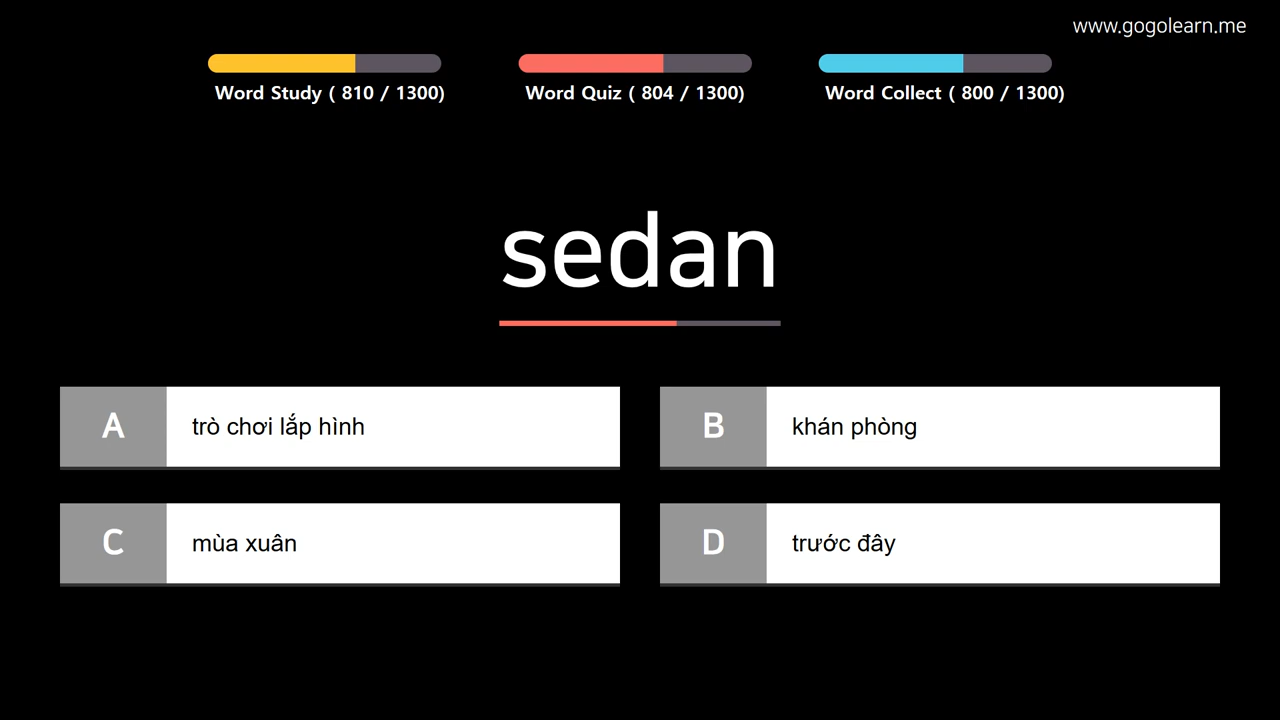 www.gogolearn.me
Word Study ( 810 / 1300)
Word Quiz ( 804 / 1300)
Word Collect ( 800 / 1300)
sedan
A trò chơi lắp hình
B khán phòng
C mùa xuân
D trước đây